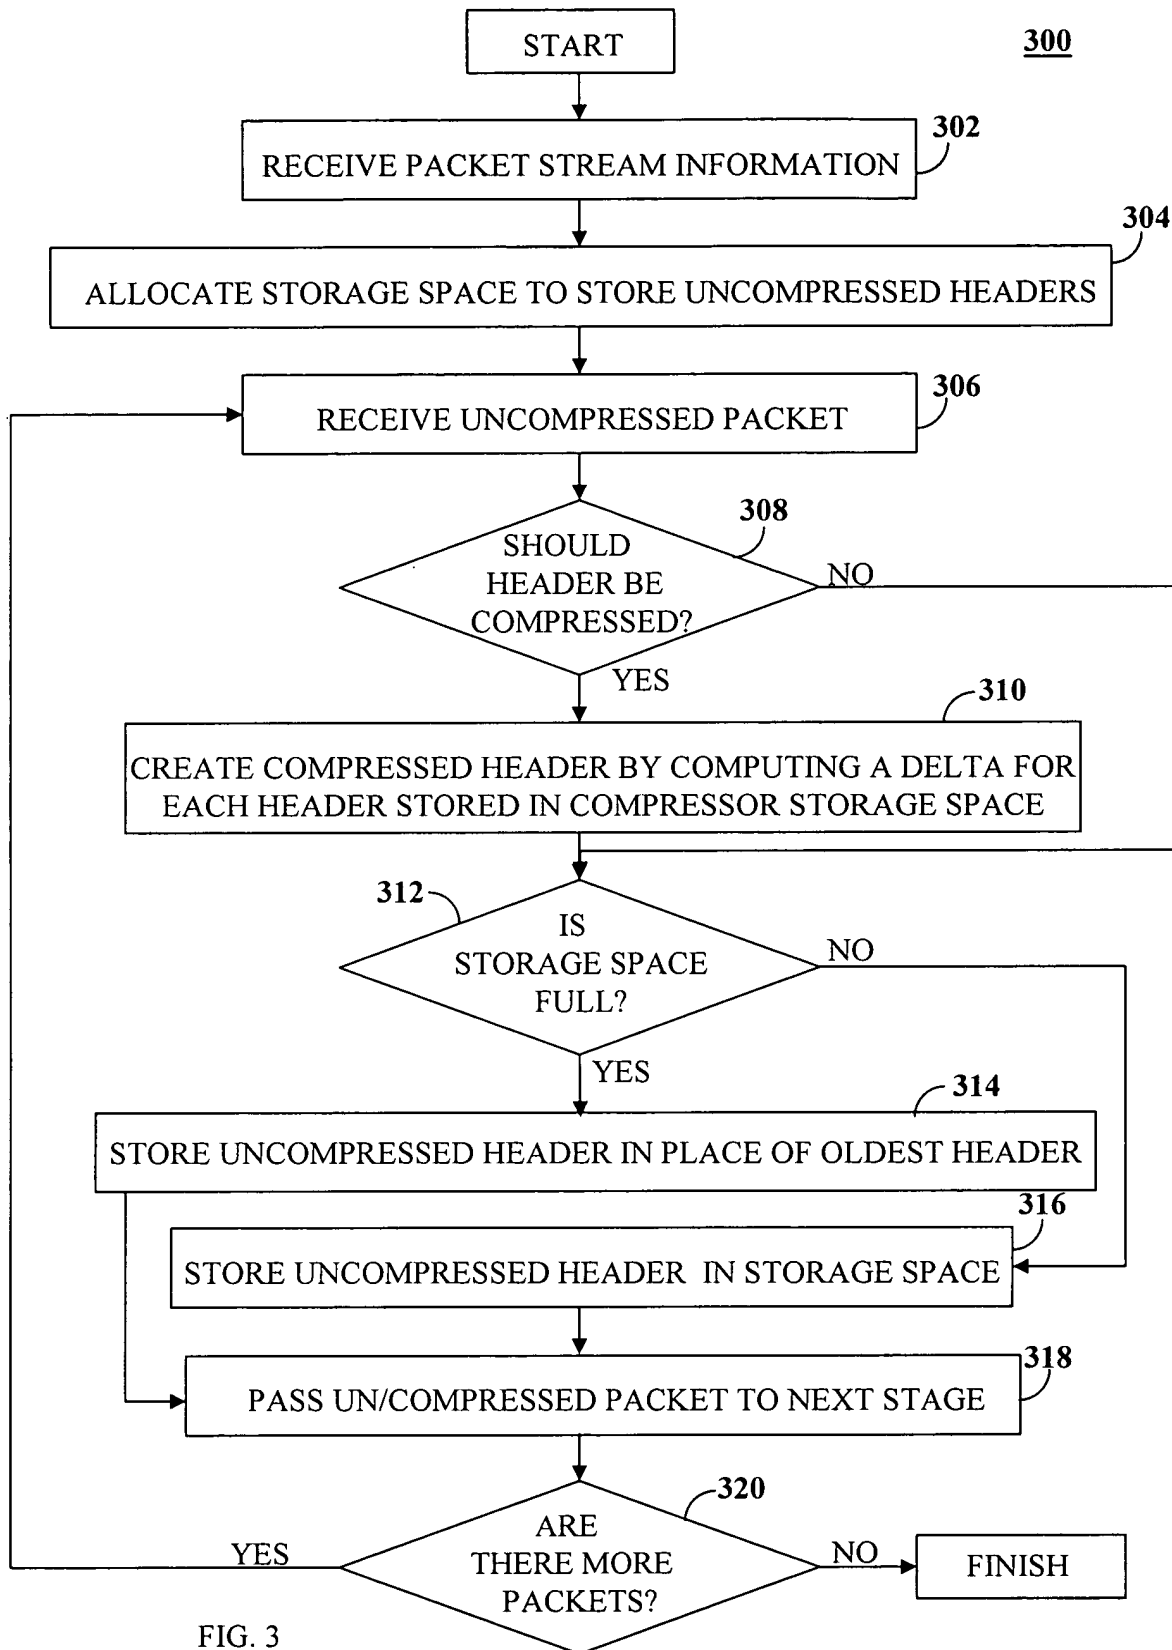 START
300
302
RECEIVE PACKET STREAM INFORMATION
304
ALLOCATE STORAGE SPACE TO STORE UNCOMPRESSED HEADERS
306
RECEIVE UNCOMPRESSED PACKET
308
SHOULD
HEADER BE
COMPRESSED?
NO
YES
310
CREATE COMPRESSED HEADER BY COMPUTING A DELTA FOR
EACH HEADER STORED IN COMPRESSOR STORAGE SPACE
312
IS
STORAGE SPACE
FULL?
NO
YES
314
STORE UNCOMPRESSED HEADER IN PLACE OF OLDEST HEADER
316
STORE UNCOMPRESSED HEADER IN STORAGE SPACE
318
PASS UN/COMPRESSED PACKET TO NEXT STAGE
320
ARE
THERE MORE
PACKETS?
YES
NO
FINISH
FIG. 3